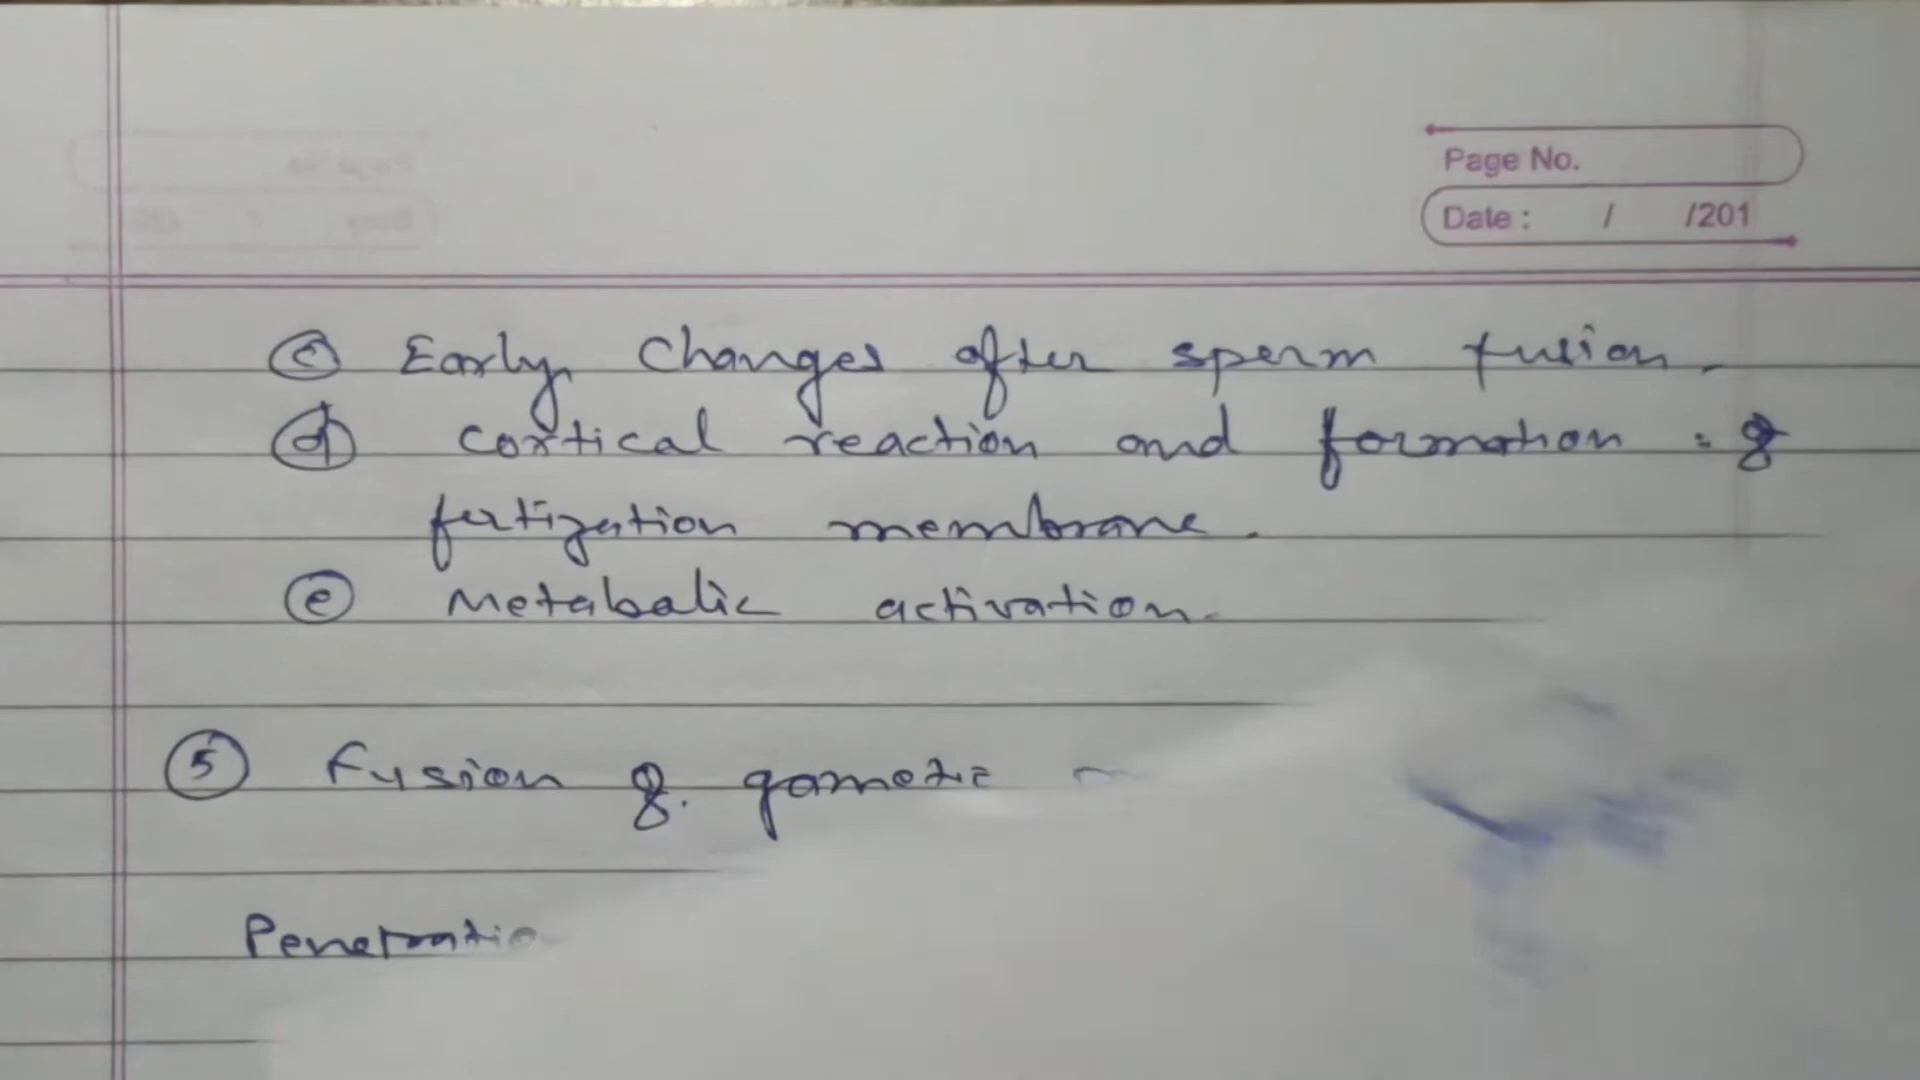 Page No.
Date : / /201
(c) Early changes after sperm fusion.
(d) cortical reaction and formation of
fertization membrane.
(e) Metabolic activation.
(5) Fusion of gametic
Penetratio